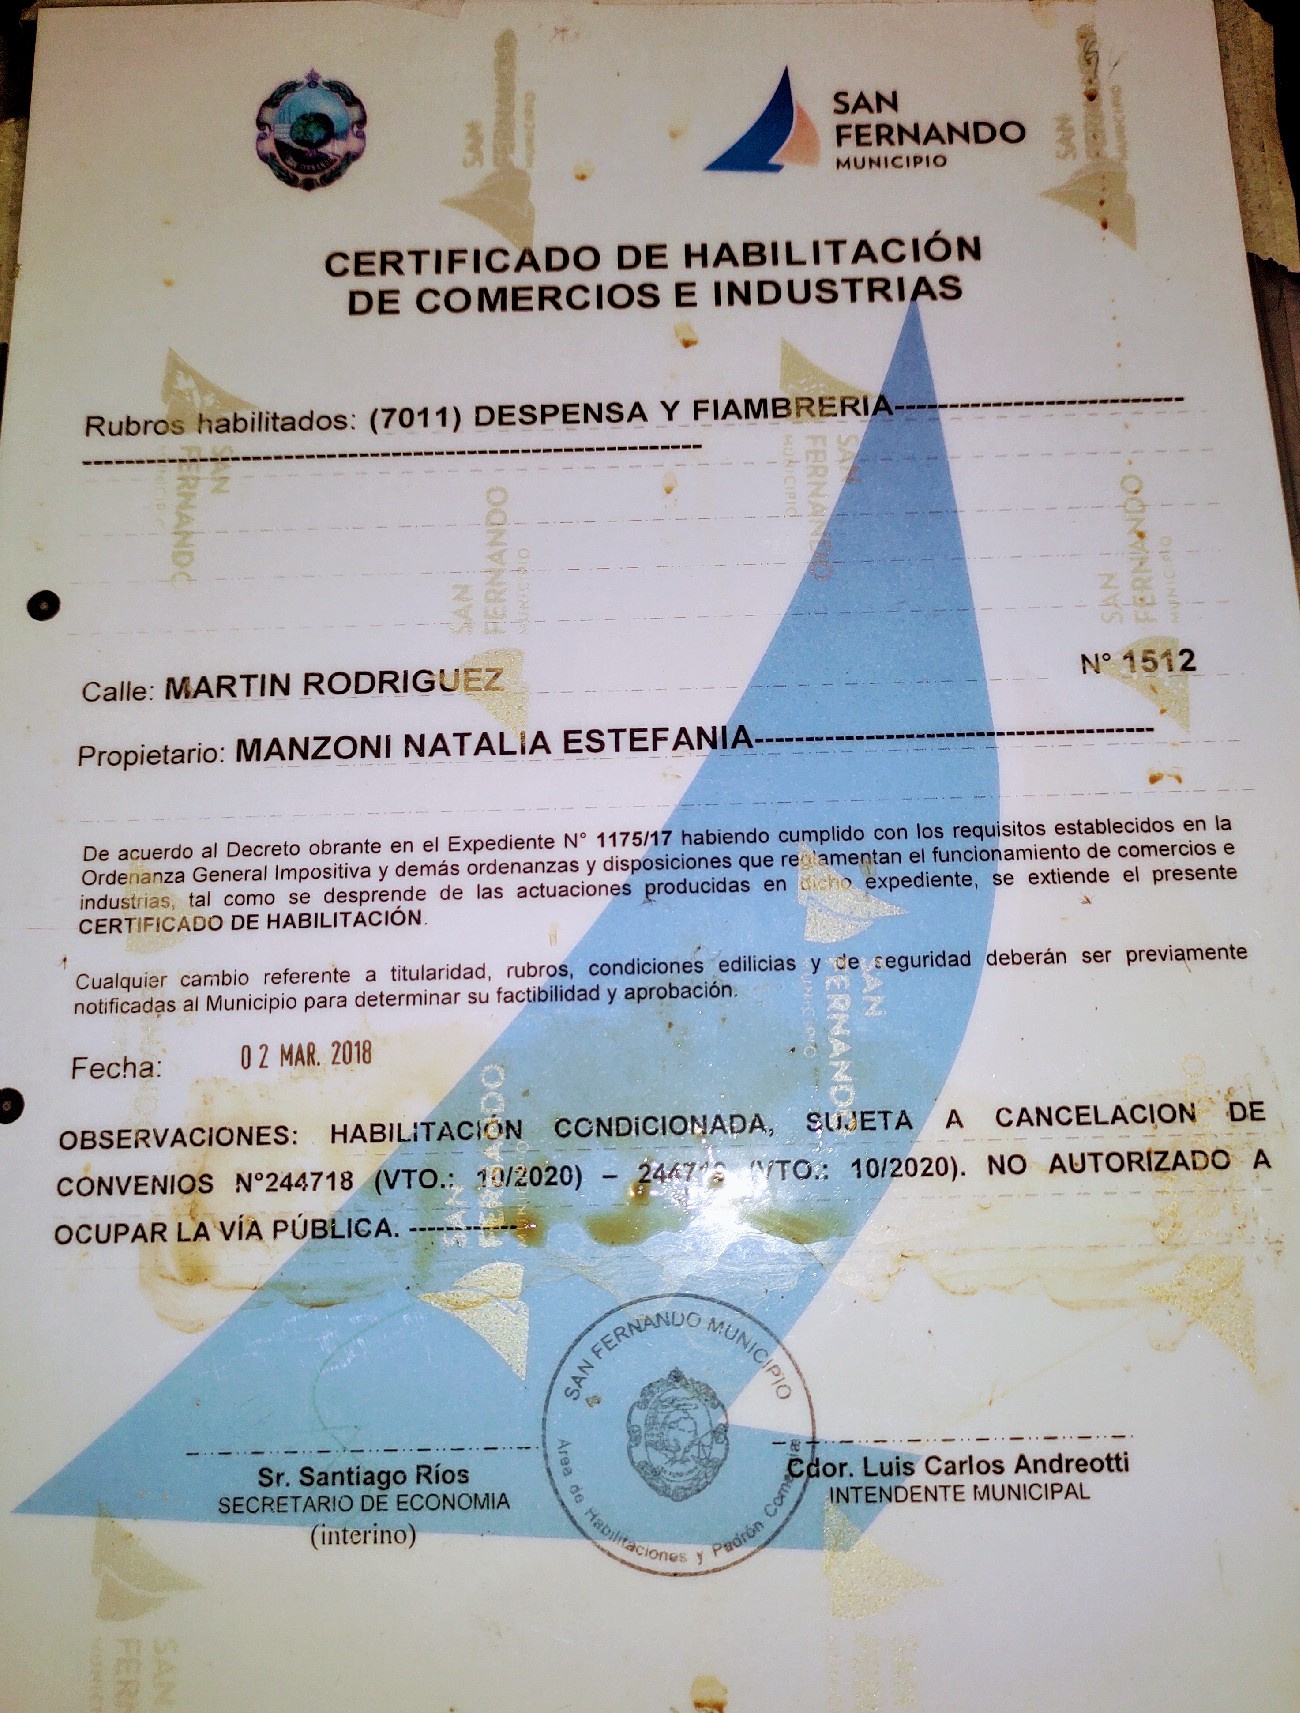 SAN
FERNANDO
MUNICIPIO
CERTIFICADO DE HABILITACIÓN
DE COMERCIOS E INDUSTRIAS
Rubros habilitados: (7011) DESPENSA Y FIAMBRERIA-----------------------------
--------------------------------------------------------------
Calle: MARTIN RODRIGUEZ N° 1512
Propietario: MANZONI NATALIA ESTEFANIA----------------------------------------
De acuerdo al Decreto obrante en el Expediente N° 1175/17 habiendo cumplido con los requisitos establecidos en la
Ordenanza General Impositiva y demás ordenanzas y disposiciones que reglamentan el funcionamiento de comercios e
industrias, tal como se desprende de las actuaciones producidas en dicho expediente, se extiende el presente
CERTIFICADO DE HABILITACIÓN.
Cualquier cambio referente a titularidad, rubros, condiciones edilicias y de seguridad deberán ser previamente
notificadas al Municipio para determinar su factibilidad y aprobación.
Fecha: 02 MAR. 2018
OBSERVACIONES: HABILITACIÓN CONDICIONADA, SUJETA A CANCELACION DE
CONVENIOS N°244718 (VTO.: 10/2020) – (VTO.: 10/2020). NO AUTORIZADO A
OCUPAR LA VÍA PÚBLICA. -----------
SAN FERNANDO MUNICIPIO
Area de Habilitaciones y Padrón Comercial
Sr. Santiago Ríos
SECRETARIO DE ECONOMIA
(interino)
Cdor. Luis Carlos Andreotti
INTENDENTE MUNICIPAL